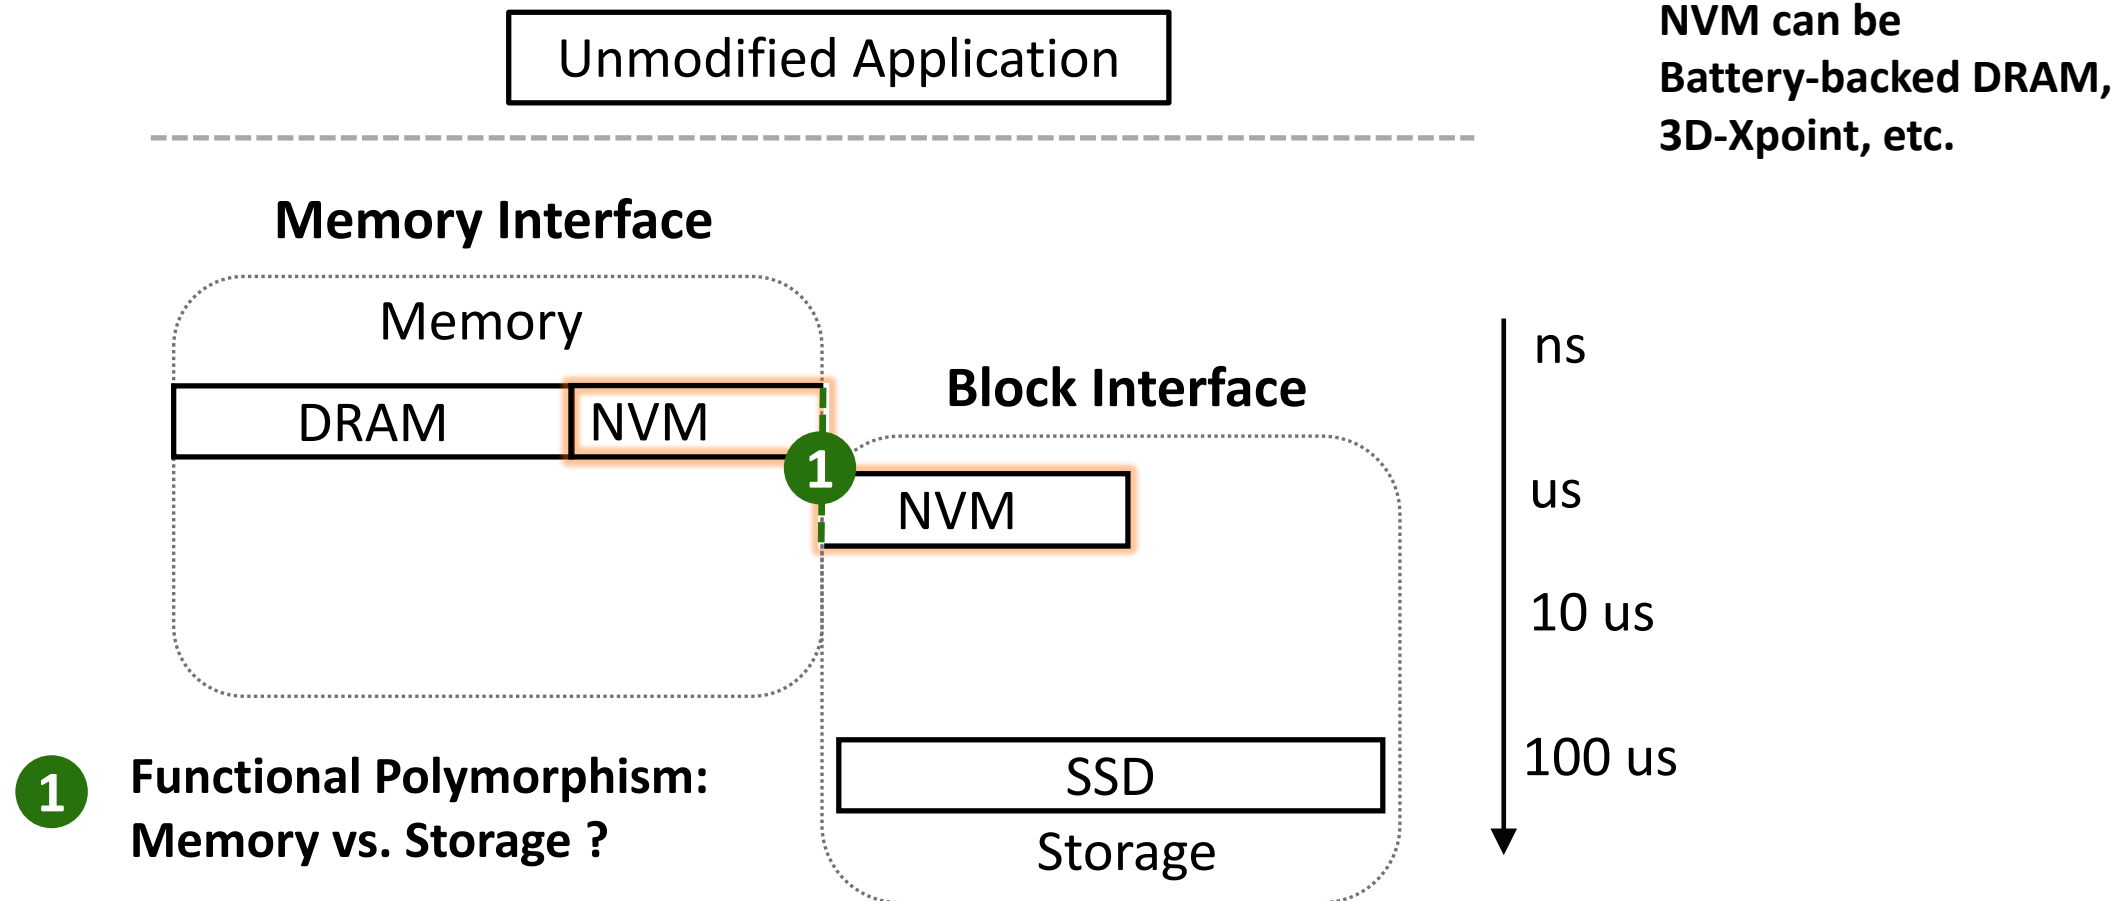 Unmodified Application
NVM can be
Battery-backed DRAM,
3D-Xpoint, etc.
Memory Interface
Memory
DRAM
NVM
Block Interface
1
NVM
SSD
Storage
ns
us
10 us
100 us
1
Functional Polymorphism:
Memory vs. Storage ?